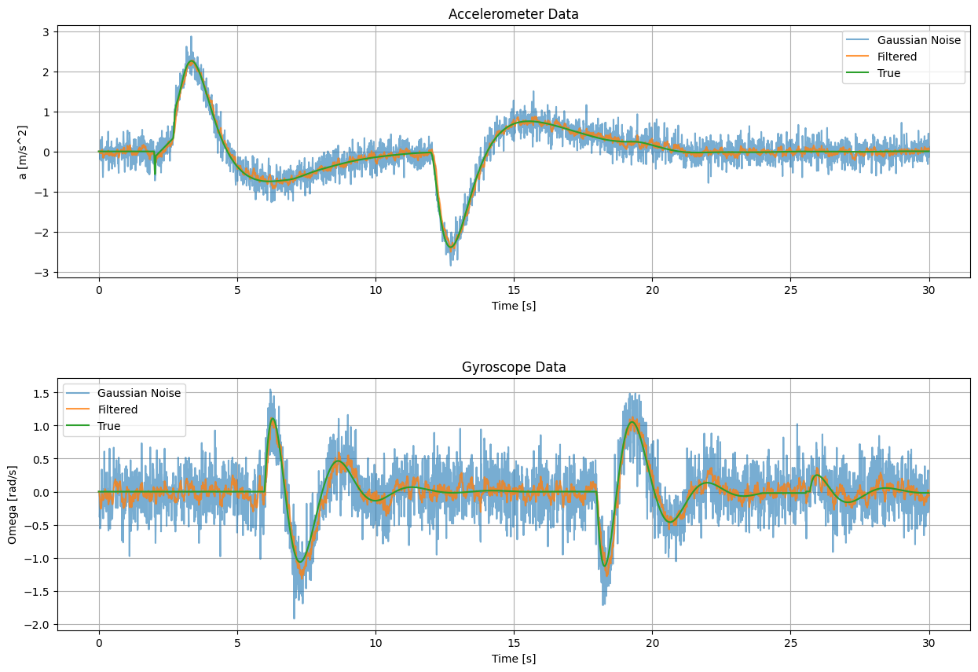 Accelerometer Data
3
2
1
0
−1
−2
−3
a [m/s^2]
Gaussian Noise
Filtered
True
0 5 10 15 20 25 30
Time [s]
Gyroscope Data
1.5
1.0
0.5
0.0
−0.5
−1.0
−1.5
−2.0
Omega [rad/s]
Gaussian Noise
Filtered
True
0 5 10 15 20 25 30
Time [s]